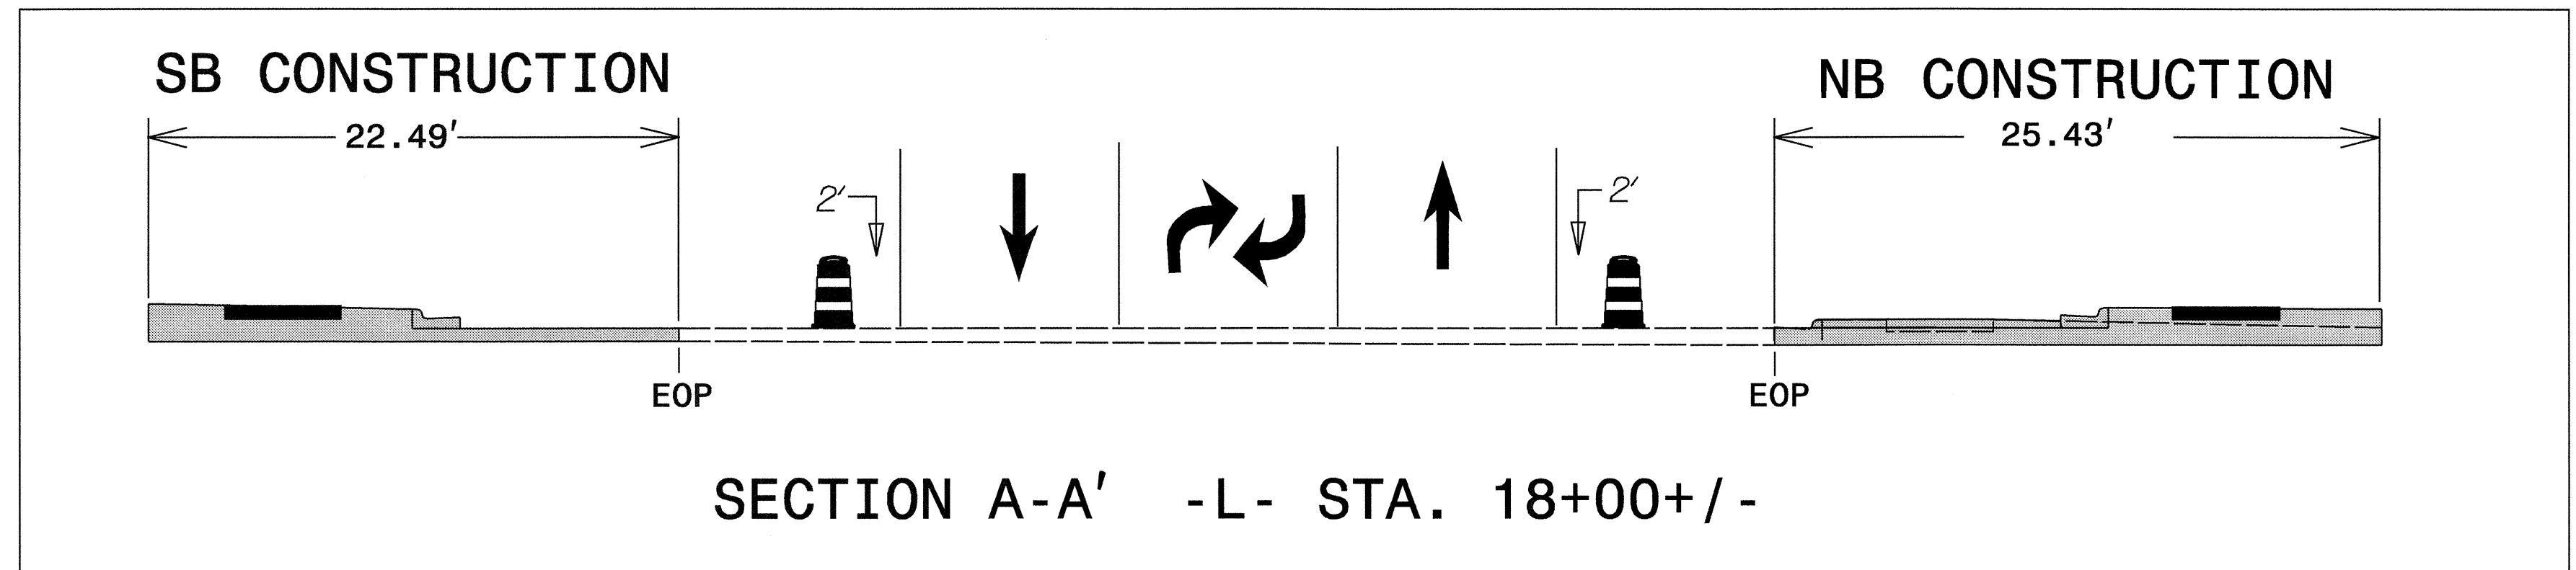 SB CONSTRUCTION
NB CONSTRUCTION
22.49'
25.43'
2'
2'
EOP
EOP
SECTION A-A' -L- STA. 18+00+/-